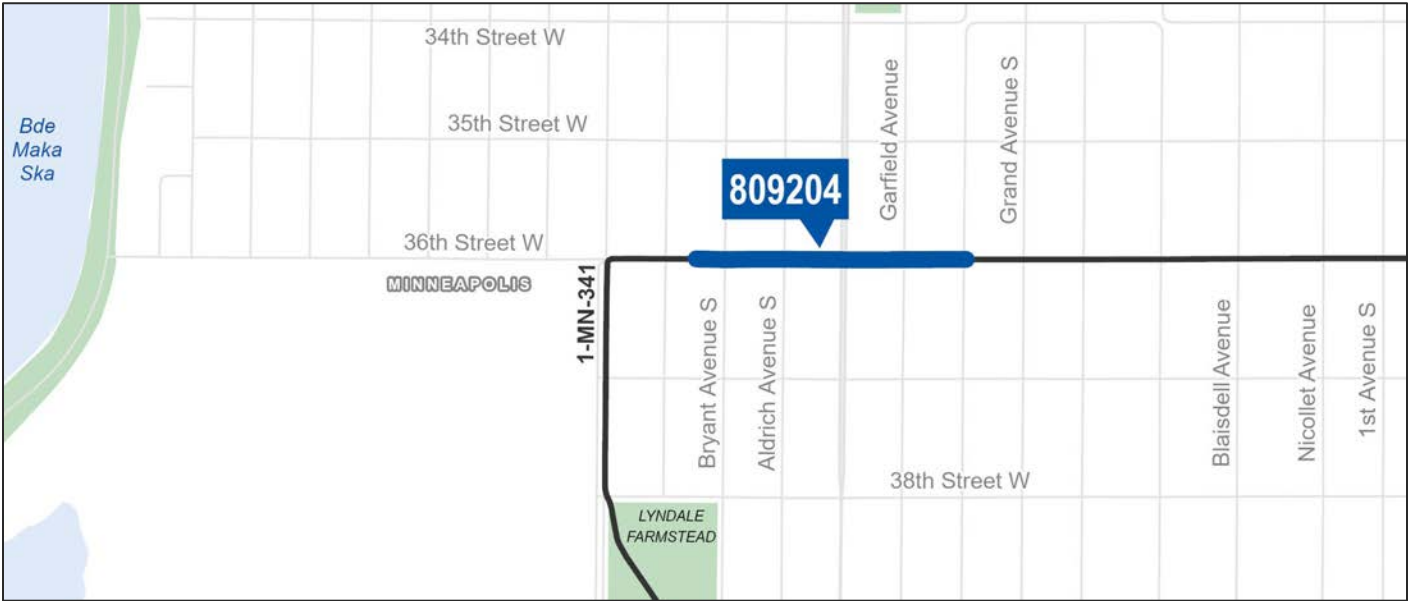 34th Street W
Bde
Maka
Ska
35th Street W
Garfield Avenue
Grand Avenue S
809204
36th Street W
MINNEAPOLIS
1-MN-341
Bryant Avenue S
Aldrich Avenue S
Blaisdell Avenue
Nicollet Avenue
1st Avenue S
38th Street W
LYNDALE
FARMSTEAD